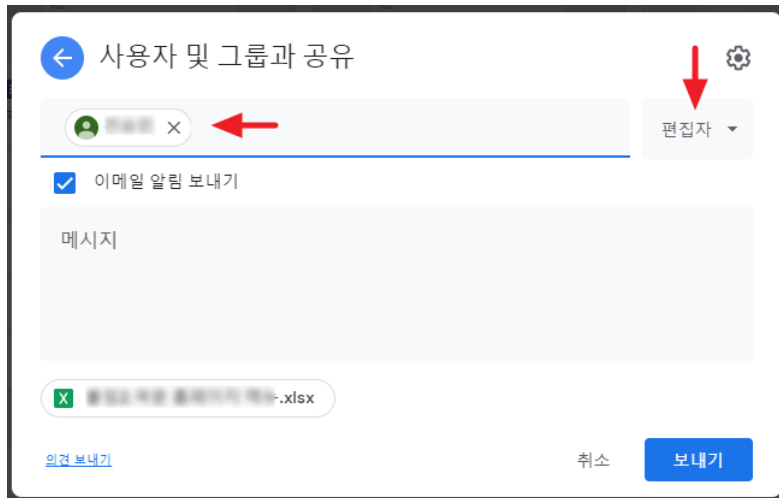 사용자 및 그룹과 공유
편집자
이메일 알림 보내기
메시지
.xlsx
의견 보내기
취소
보내기